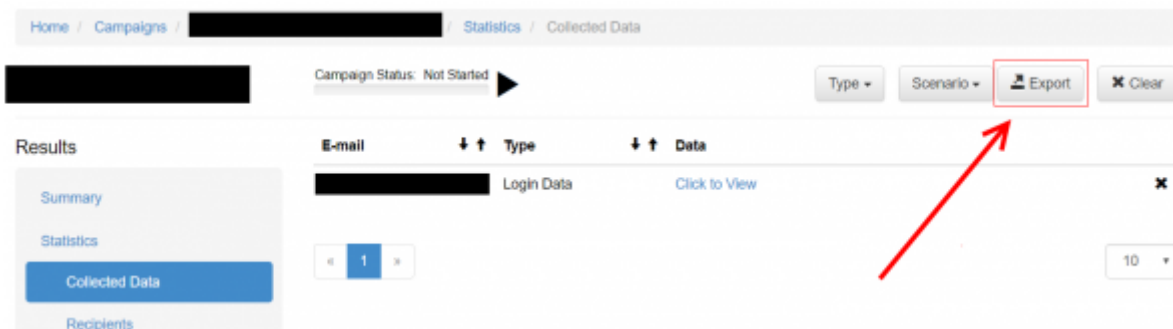 Home / Campaigns / / Statistics / Collected Data
Campaign Status: Not Started
Type Scenario Export Clear
Results
E-mail Type Data
Login Data Click to View
Summary
Statistics
« 1 » 10
Collected Data
Recipients